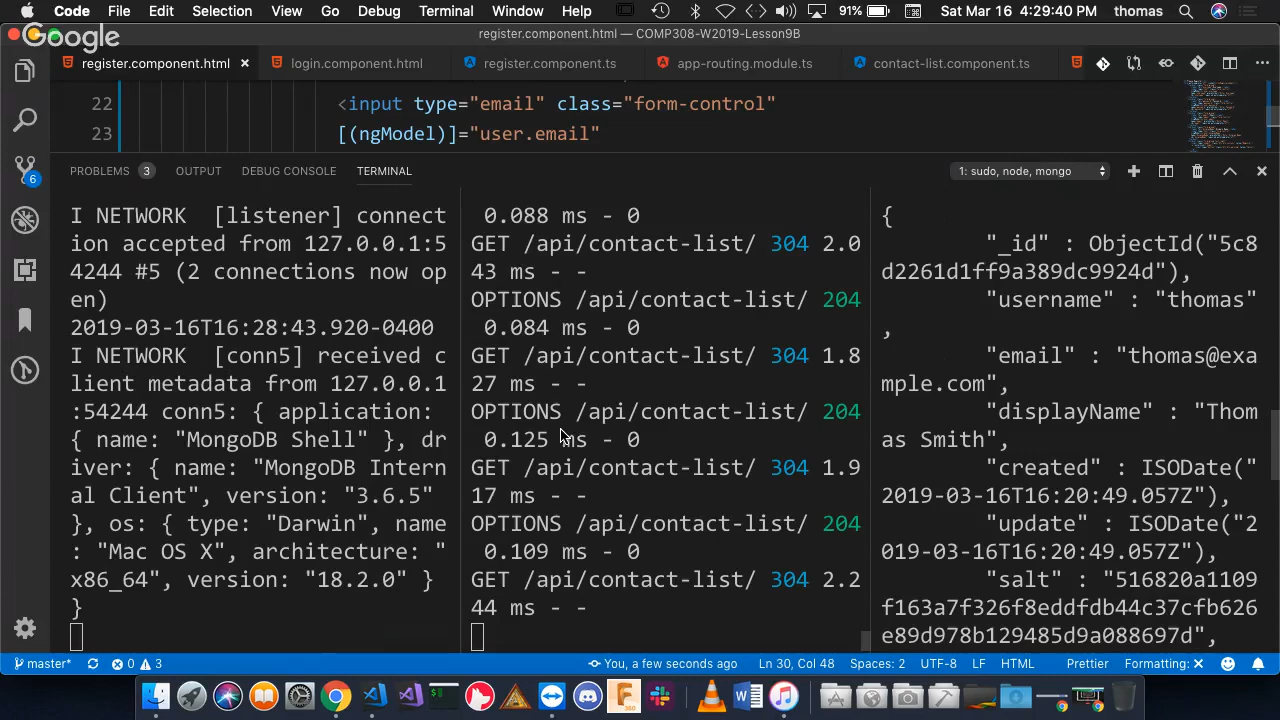 Code File Edit Selection View Go Debug Terminal Window Help 91% Sat Mar 16 4:29:40 PM thomas
Google
register.component.html — COMP308-W2019-Lesson9B
register.component.html × login.component.html register.component.ts app-routing.module.ts contact-list.component.ts
22 <input type="email" class="form-control"
23 [(ngModel)]="user.email"
PROBLEMS 3 OUTPUT DEBUG CONSOLE TERMINAL 1: sudo, node, mongo
6
I NETWORK [listener] connect
ion accepted from 127.0.0.1:5
4244 #5 (2 connections now op
en)
2019-03-16T16:28:43.920-0400
I NETWORK [conn5] received c
lient metadata from 127.0.0.1
:54244 conn5: { application:
{ name: "MongoDB Shell" }, dr
iver: { name: "MongoDB Intern
al Client", version: "3.6.5"
}, os: { type: "Darwin", name
: "Mac OS X", architecture: "
x86_64", version: "18.2.0" }
}
0.088 ms - 0
GET /api/contact-list/ 304 2.0
43 ms - -
OPTIONS /api/contact-list/ 204
0.084 ms - 0
GET /api/contact-list/ 304 1.8
27 ms - -
OPTIONS /api/contact-list/ 204
0.125 ms - 0
GET /api/contact-list/ 304 1.9
17 ms - -
OPTIONS /api/contact-list/ 204
0.109 ms - 0
GET /api/contact-list/ 304 2.2
44 ms - -
{
"_id" : ObjectId("5c8
d2261d1ff9a389dc9924d"),
"username" : "thomas"
,
"email" : "thomas@exa
mple.com",
"displayName" : "Thom
as Smith",
"created" : ISODate("
2019-03-16T16:20:49.057Z"),
"update" : ISODate("2
019-03-16T16:20:49.057Z"),
"salt" : "516820a1109
f163a7f326f8eddfdb44c37cfb626
e89d978b129485d9a088697d",
master* 0 3 You, a few seconds ago Ln 30, Col 48 Spaces: 2 UTF-8 LF HTML Prettier Formatting: ×